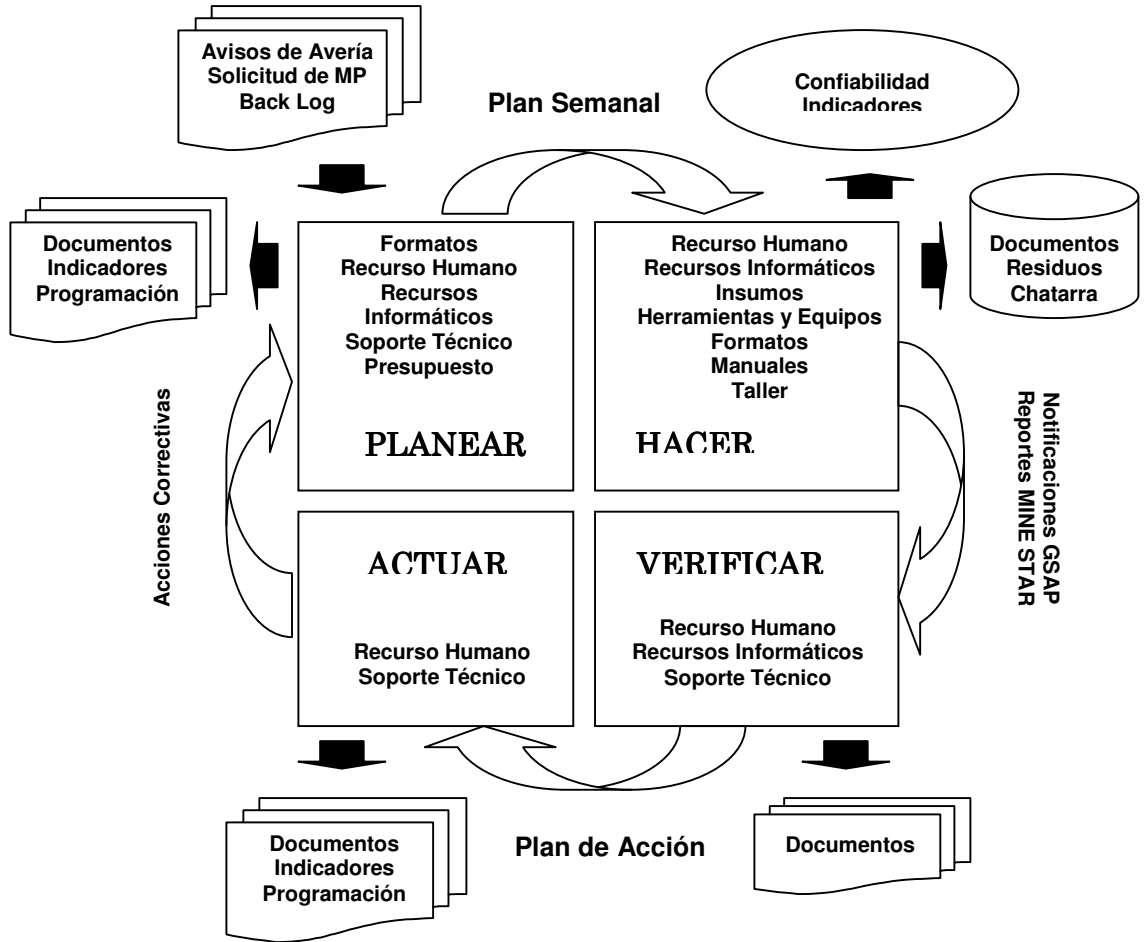 Avisos de Avería
Solicitud de MP
Back Log
Plan Semanal
Confiabilidad
Indicadores
Documentos
Indicadores
Programación
Formatos
Recurso Humano
Recursos
Informáticos
Soporte Técnico
Presupuesto
PLANEAR
Recurso Humano
Recursos Informáticos
Insumos
Herramientas y Equipos
Formatos
Manuales
Taller
HACER
Documentos
Residuos
Chatarra
Acciones Correctivas
Notificaciones GSAP
Reportes MINE STAR
ACTUAR
Recurso Humano
Soporte Técnico
VERIFICAR
Recurso Humano
Recursos Informáticos
Soporte Técnico
Documentos
Indicadores
Programación
Plan de Acción
Documentos